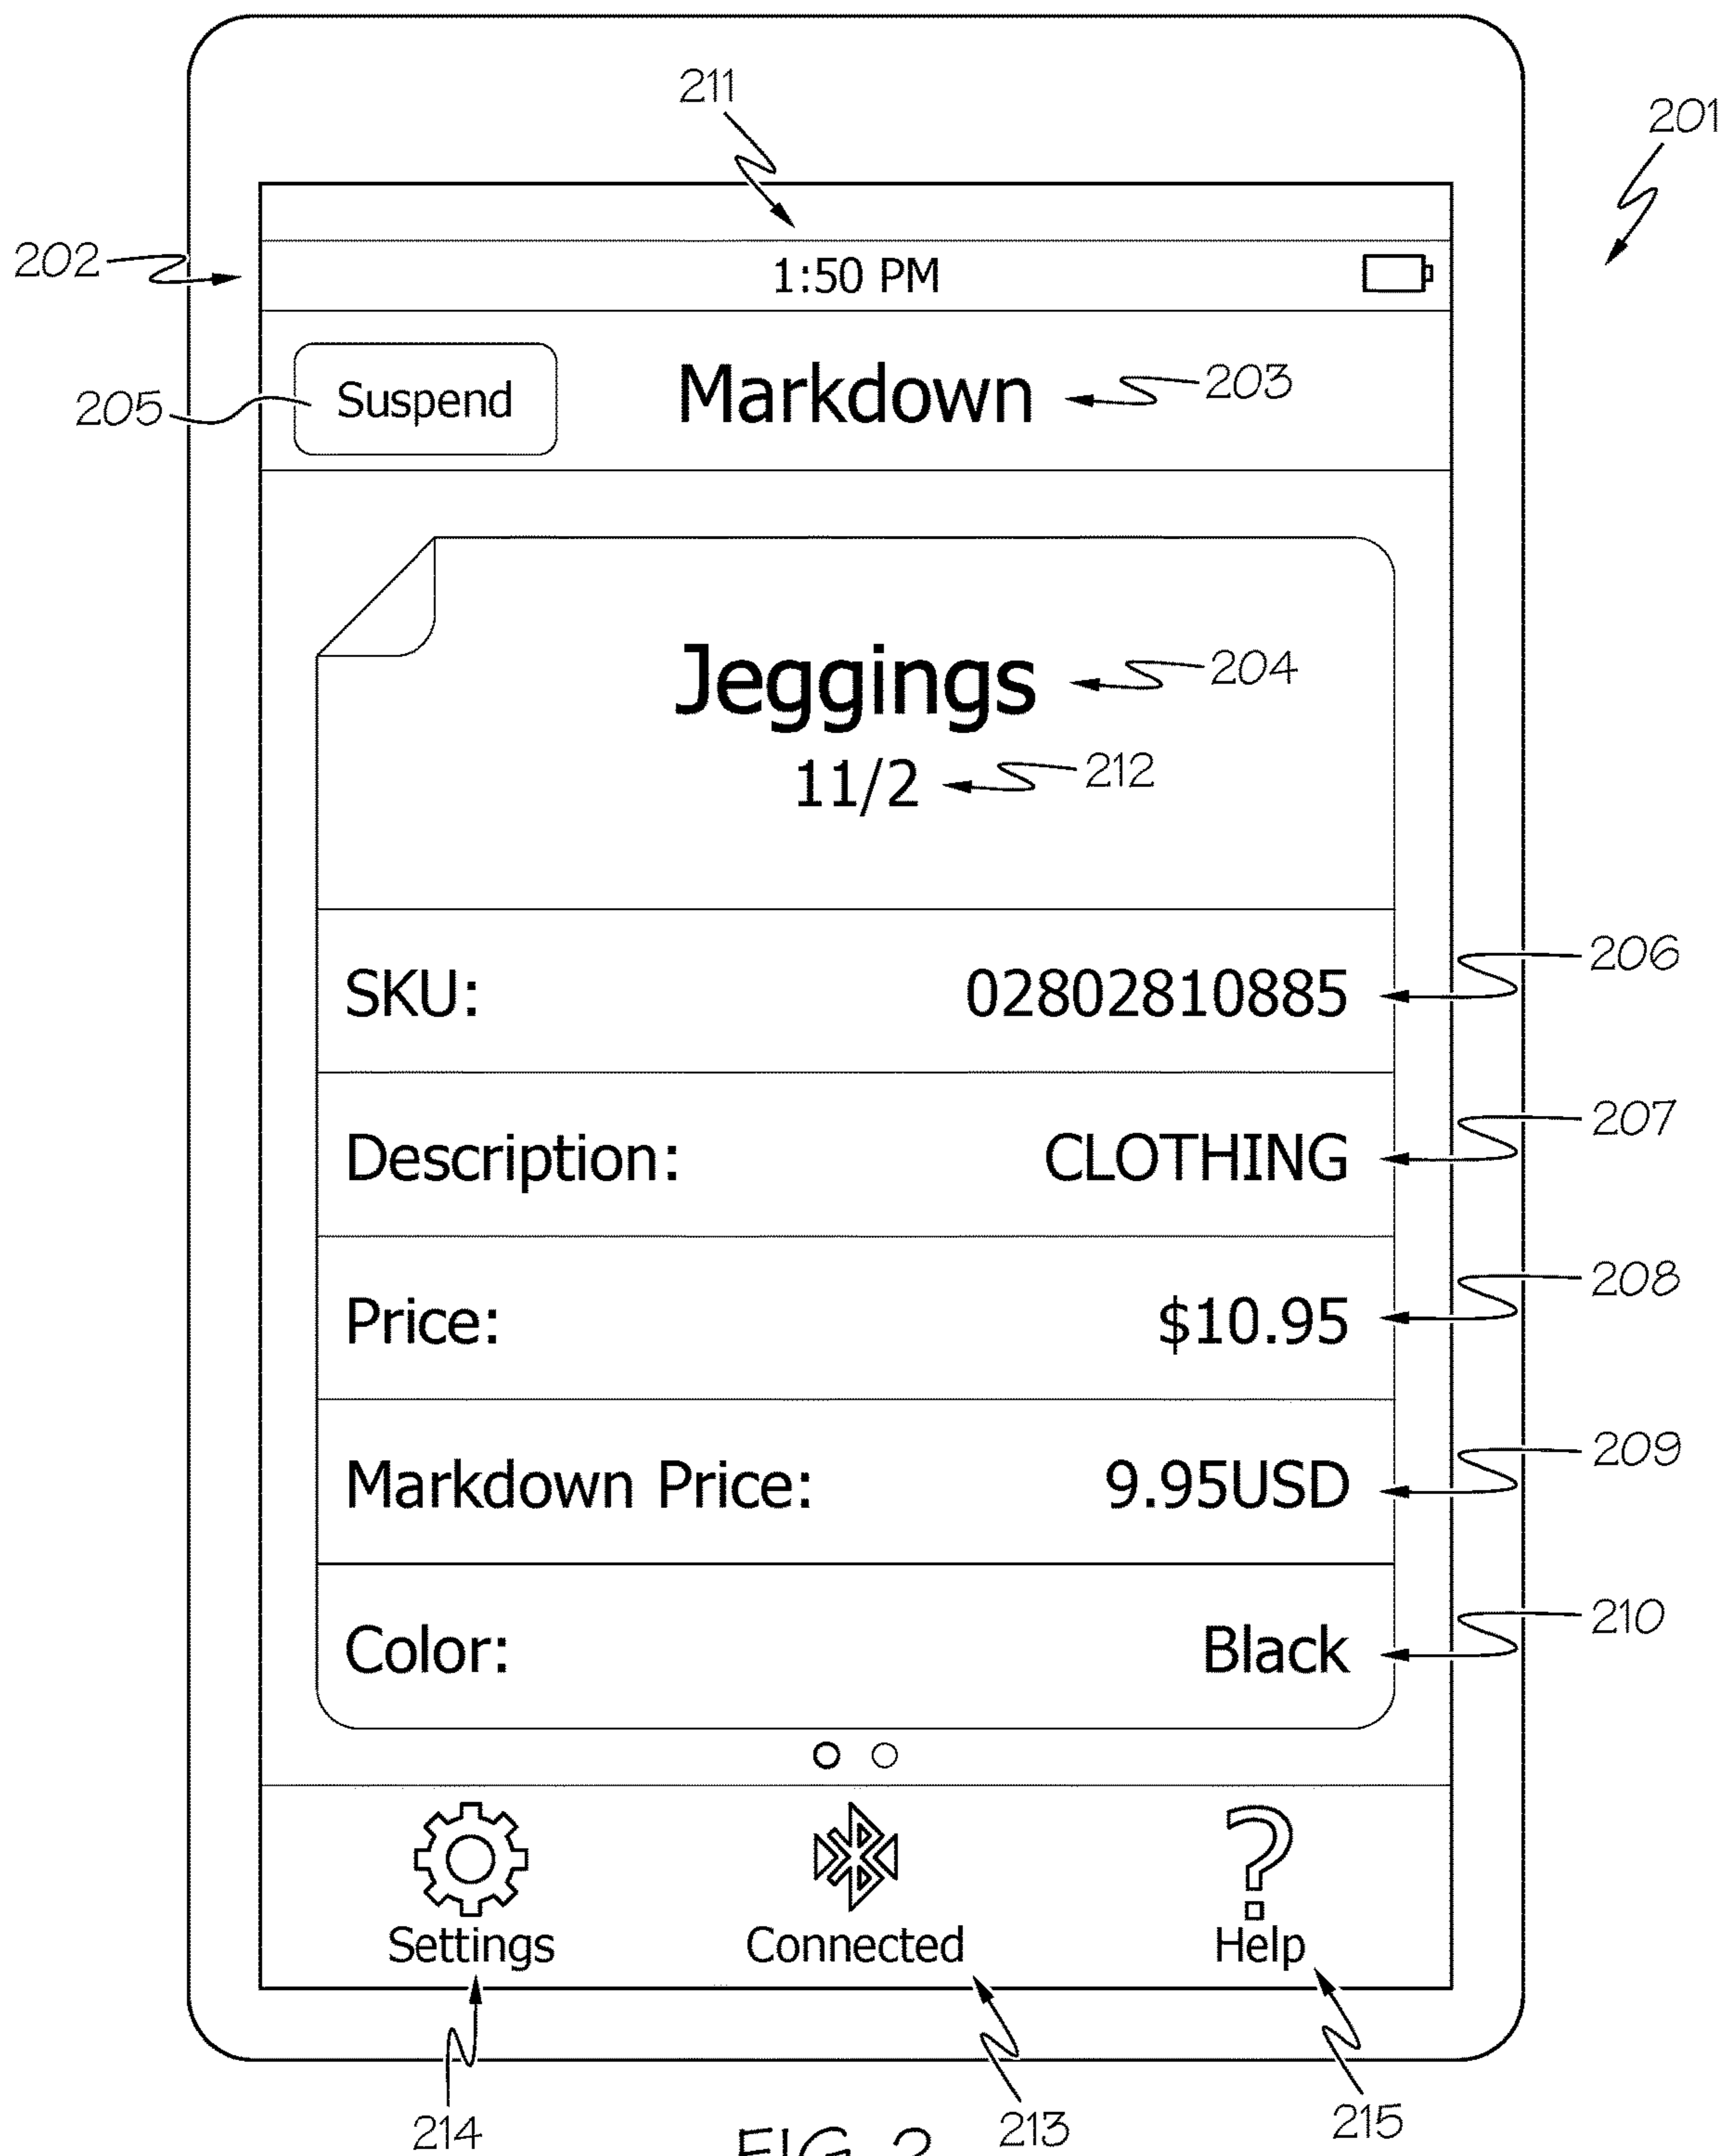 211
201
202
1:50 PM
205
Suspend
Markdown
203
Jeggings
204
11/2
212
SKU:
02802810885
206
Description:
CLOTHING
207
Price:
$10.95
208
Markdown Price:
9.95USD
209
Color:
Black
210
Settings
Connected
Help
214
213
215
FIG. 2